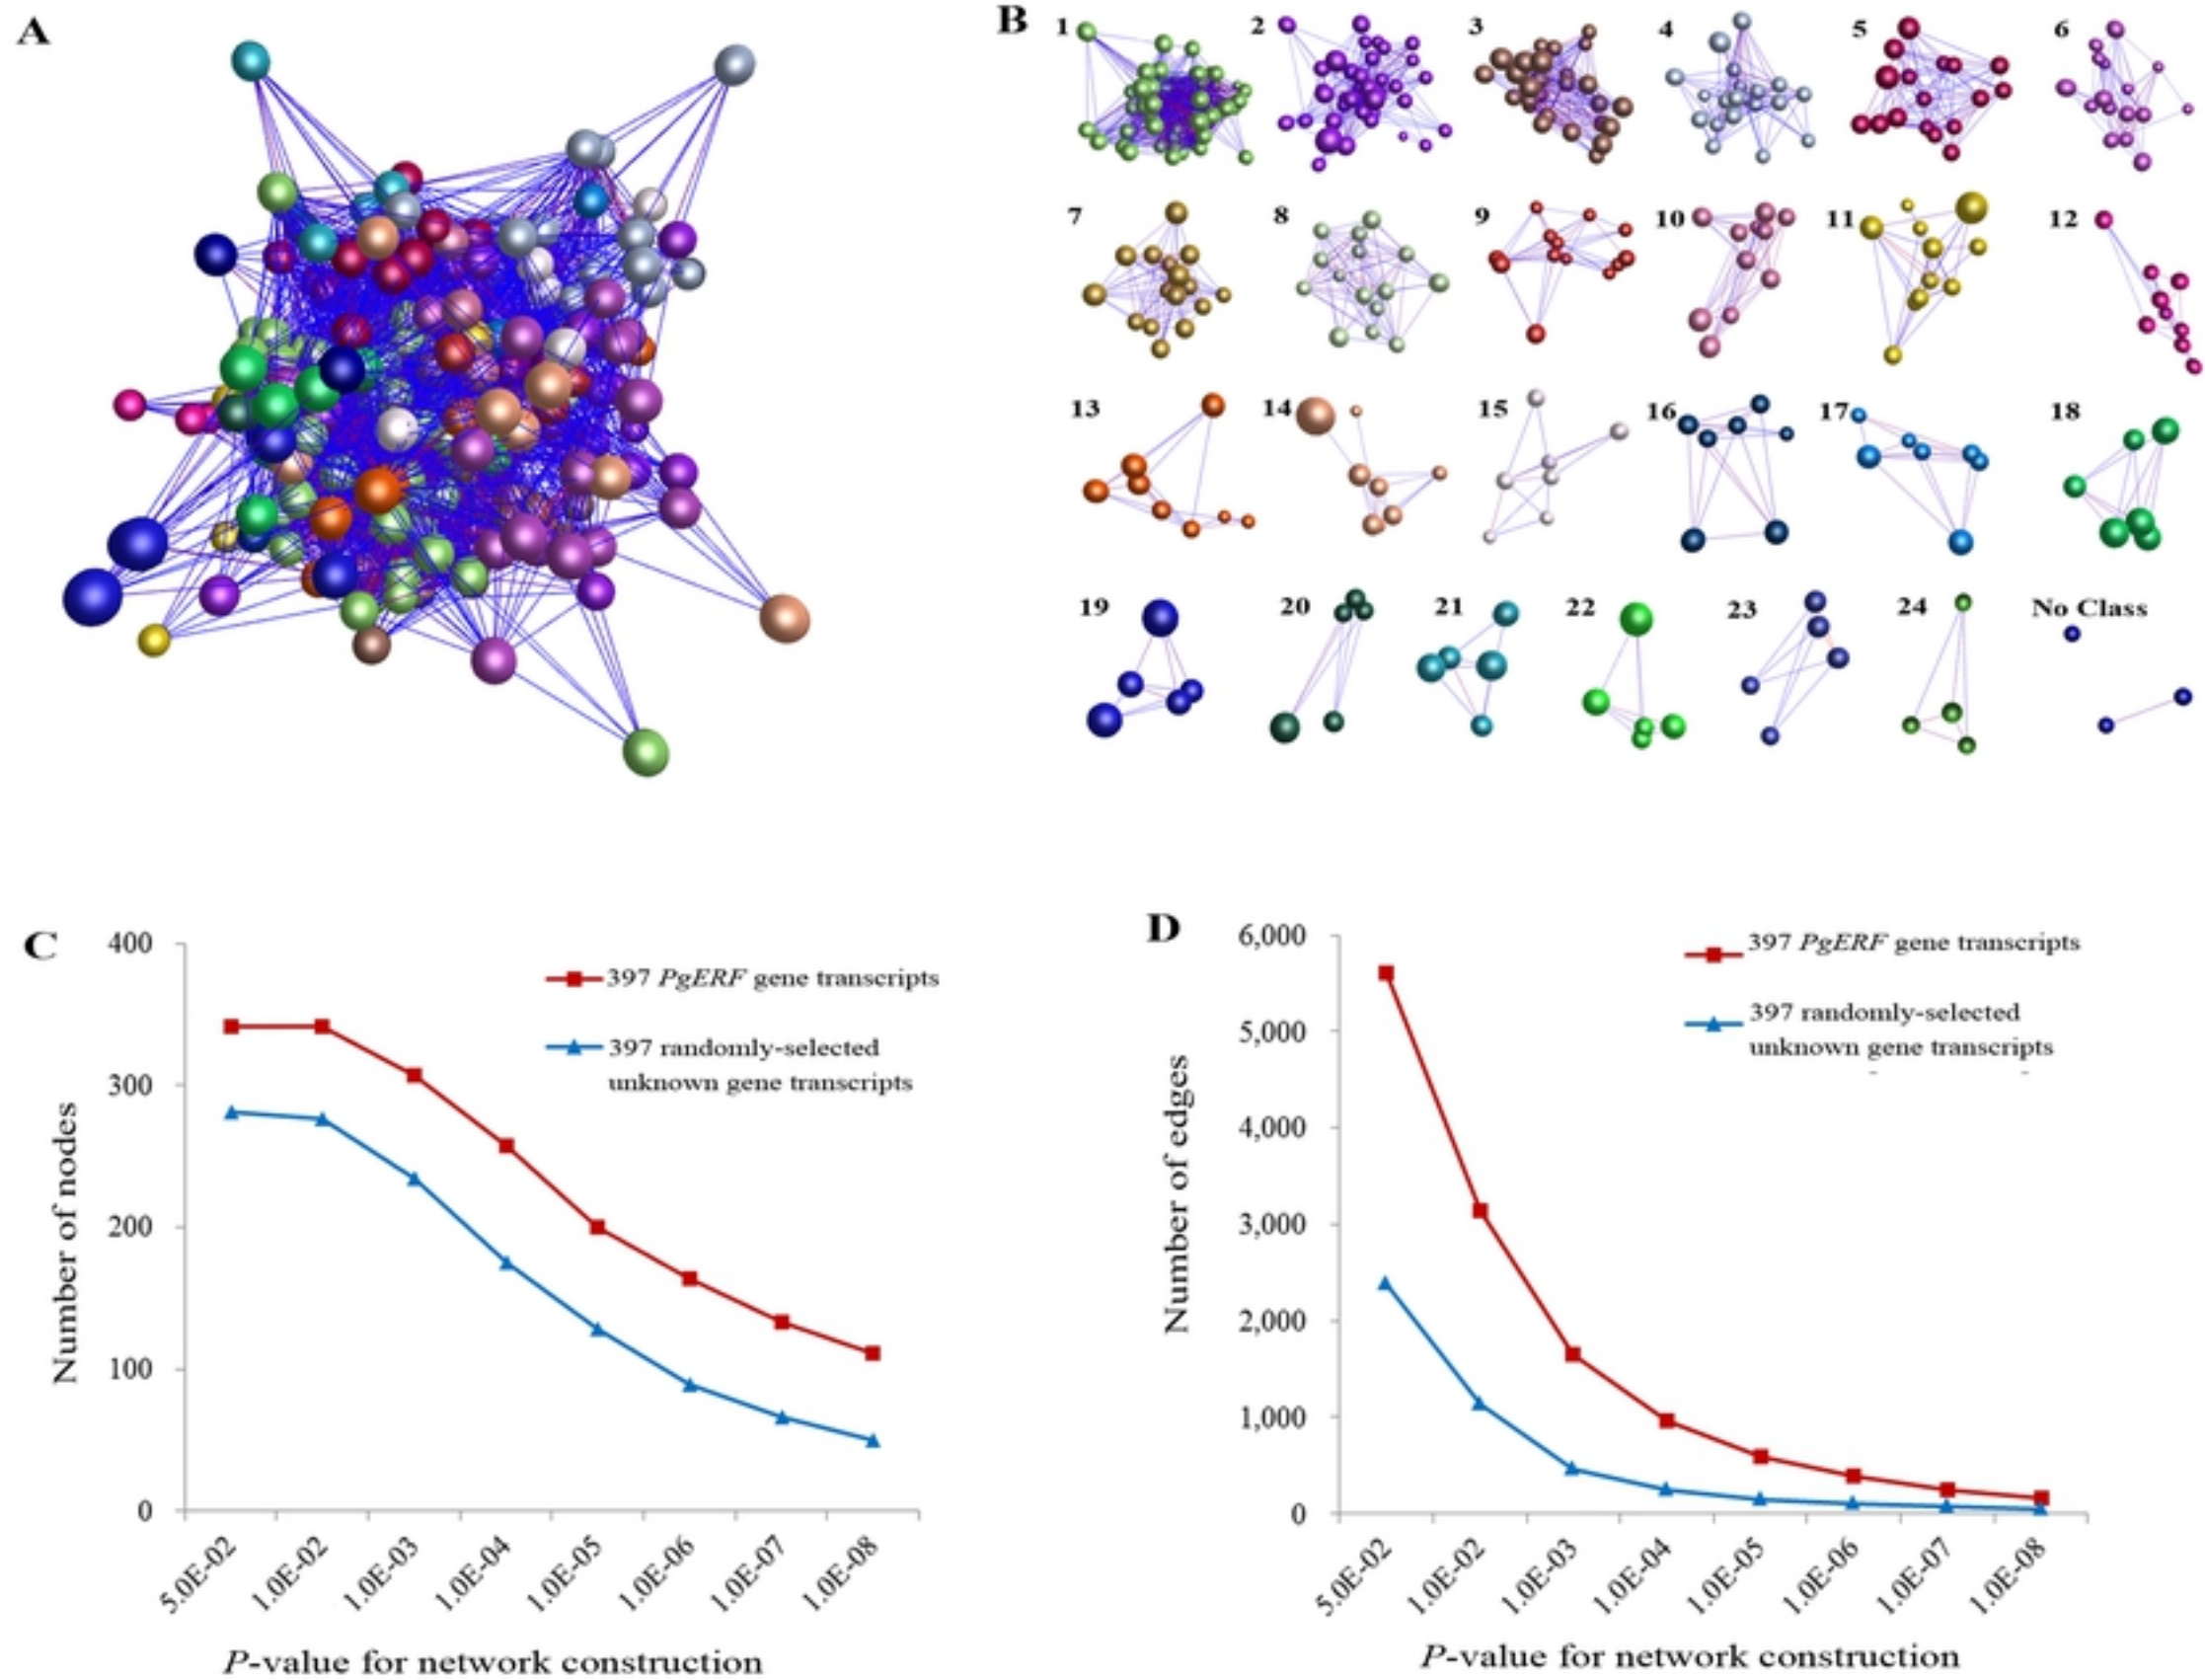 A
B
1
2
3
4
5
6
7
8
9
10
11
12
13
14
15
16
17
18
19
20
21
22
23
24
No Class
C
400
300
200
100
0
Number of nodes
397 PgERF gene transcripts
397 randomly-selected
unknown gene transcripts
5.0E-02
1.0E-02
1.0E-03
1.0E-04
1.0E-05
1.0E-06
1.0E-07
1.0E-08
P-value for network construction
D
6,000
5,000
4,000
3,000
2,000
1,000
0
Number of edges
397 PgERF gene transcripts
397 randomly-selected
unknown gene transcripts
5.0E-02
1.0E-02
1.0E-03
1.0E-04
1.0E-05
1.0E-06
1.0E-07
1.0E-08
P-value for network construction